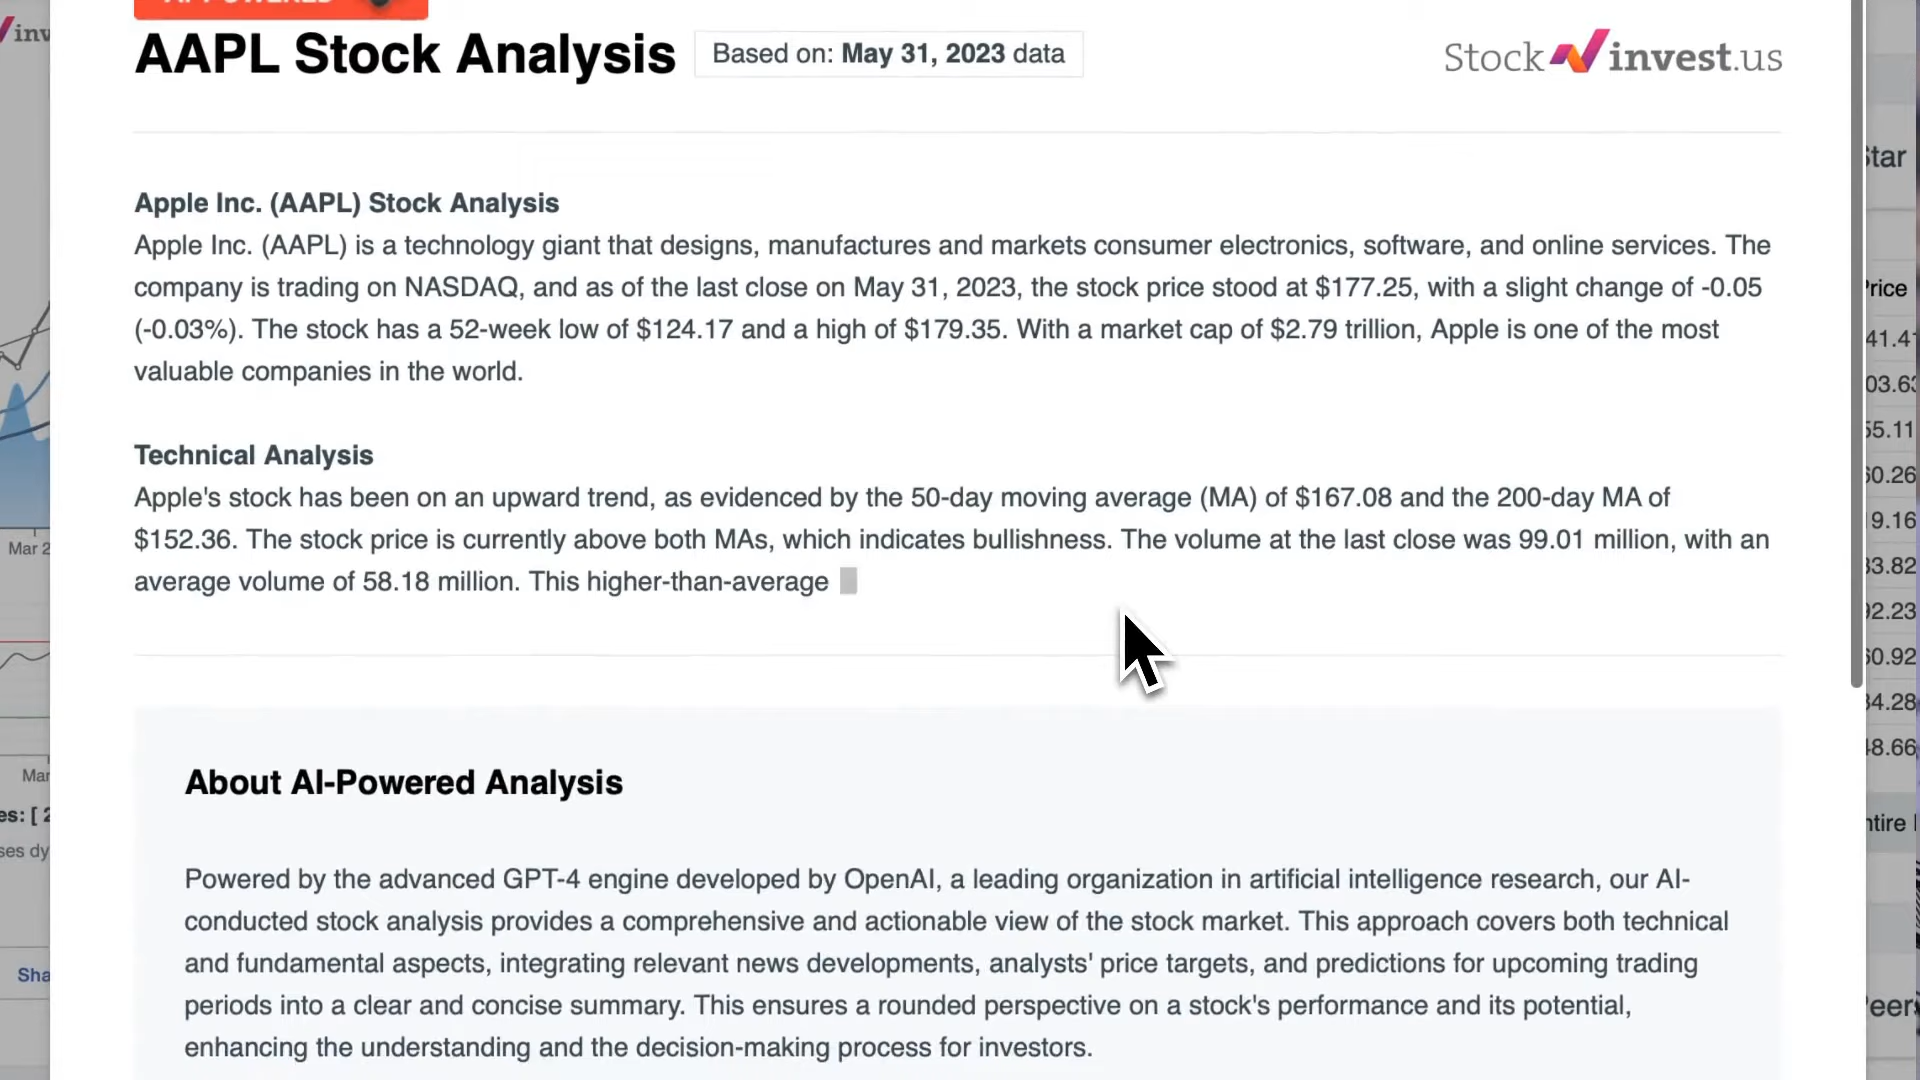 AAPL Stock Analysis
Based on: May 31, 2023 data
Stockinvest.us
Apple Inc. (AAPL) Stock Analysis
Apple Inc. (AAPL) is a technology giant that designs, manufactures and markets consumer electronics, software, and online services. The
company is trading on NASDAQ, and as of the last close on May 31, 2023, the stock price stood at $177.25, with a slight change of -0.05
(-0.03%). The stock has a 52-week low of $124.17 and a high of $179.35. With a market cap of $2.79 trillion, Apple is one of the most
valuable companies in the world.
Technical Analysis
Apple's stock has been on an upward trend, as evidenced by the 50-day moving average (MA) of $167.08 and the 200-day MA of
$152.36. The stock price is currently above both MAs, which indicates bullishness. The volume at the last close was 99.01 million, with an
average volume of 58.18 million. This higher-than-average
About AI-Powered Analysis
Powered by the advanced GPT-4 engine developed by OpenAI, a leading organization in artificial intelligence research, our AI-
conducted stock analysis provides a comprehensive and actionable view of the stock market. This approach covers both technical
and fundamental aspects, integrating relevant news developments, analysts' price targets, and predictions for upcoming trading
periods into a clear and concise summary. This ensures a rounded perspective on a stock's performance and its potential,
enhancing the understanding and the decision-making process for investors.